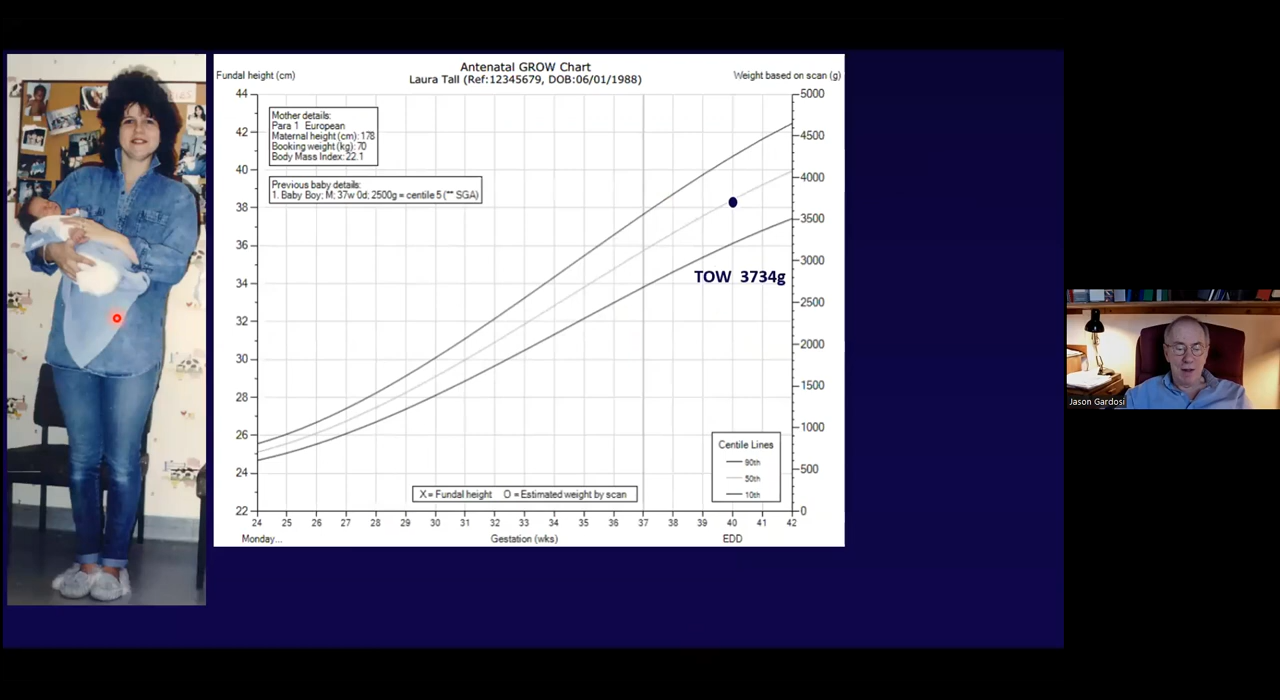 Antenatal GROW Chart
Laura Tall (Ref:12345679, DOB:06/01/1988)
Fundal height (cm)
Weight based on scan (g)
44
42
40
38
36
34
32
30
28
26
24
22
Mother details:
Para 1 European
Maternal height (cm): 178
Booking weight (kg): 70
Body Mass Index: 22.1
Previous baby details:
1. Baby Boy; M; 37w 0d; 2500g = centile 5 (** SGA)
TOW 3734g
5000
4500
4000
3500
3000
2500
2000
1500
1000
500
0
Centile Lines
90th
50th
10th
X = Fundal height O = Estimated weight by scan
24 25 26 27 28 29 30 31 32 33 34 35 36 37 38 39 40 41 42
Monday... Gestation (wks) EDD
Jason Gardosi